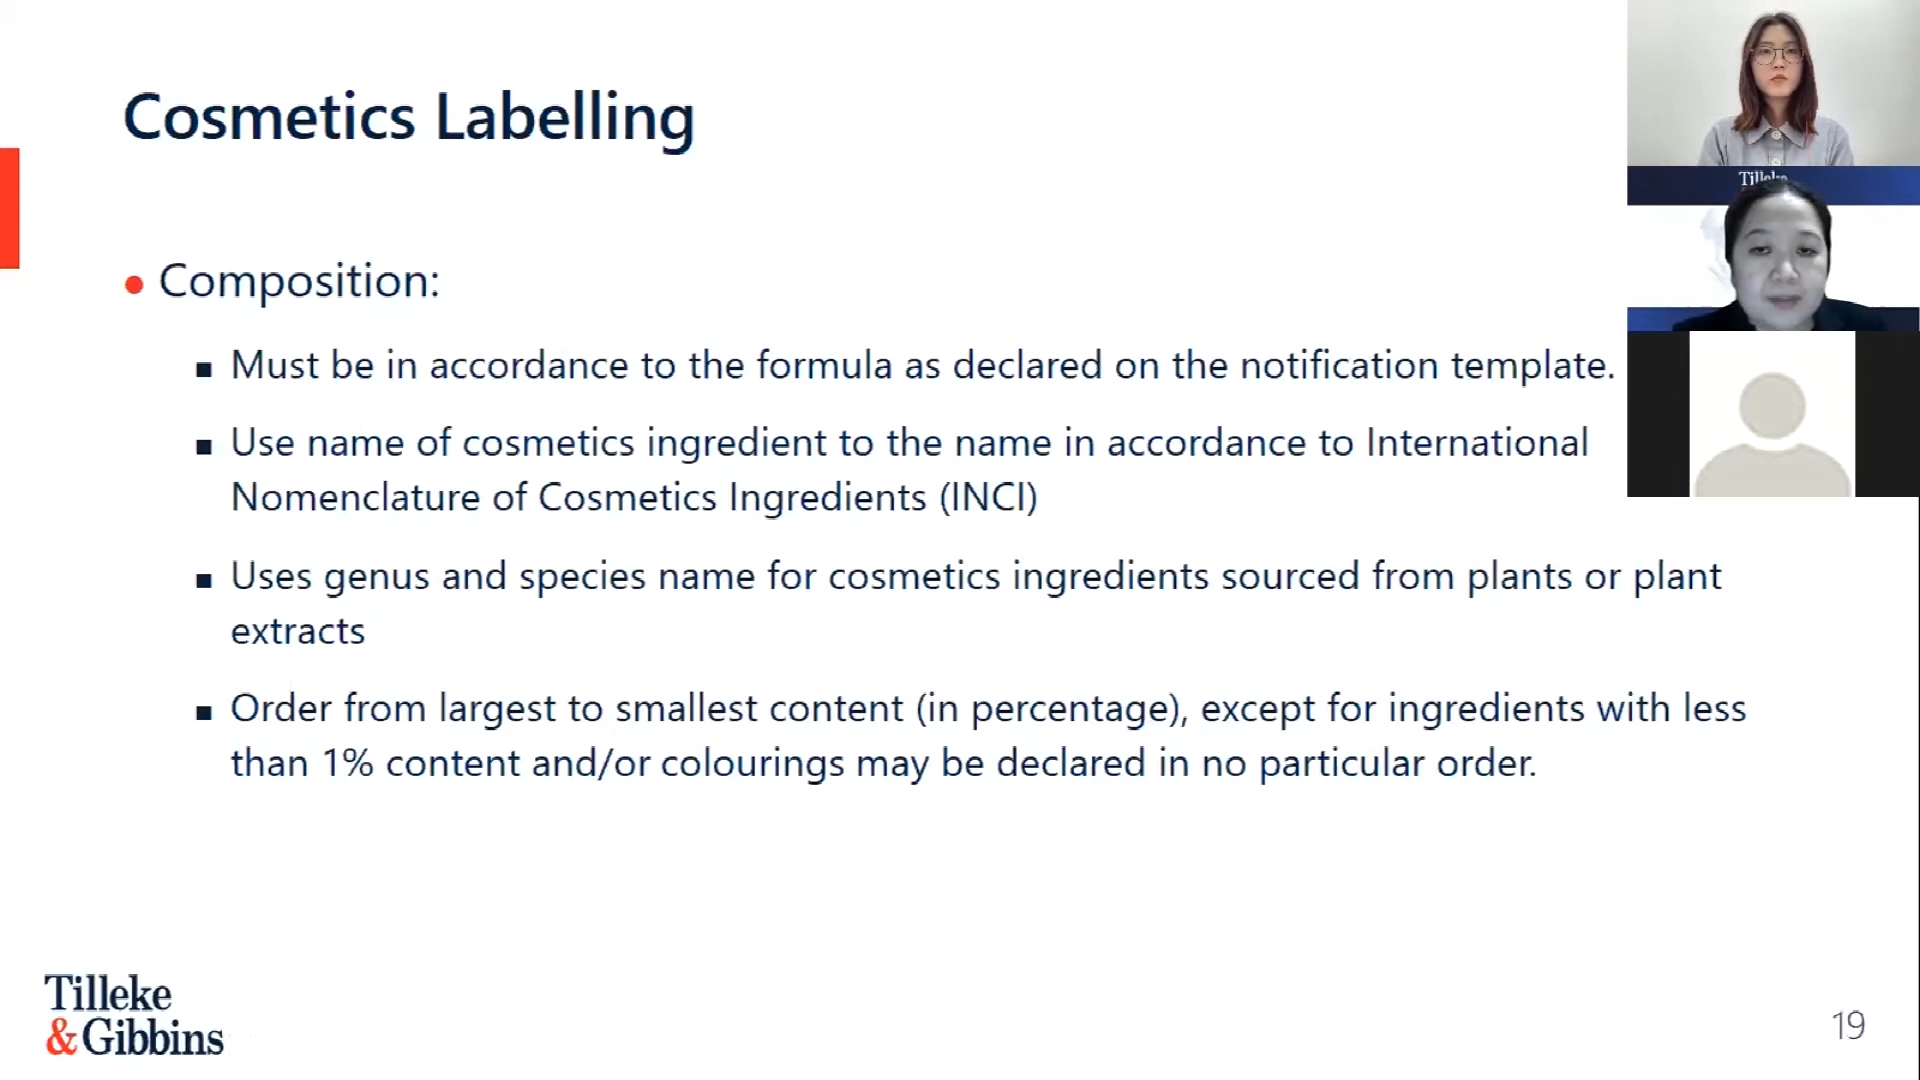 Cosmetics Labelling
Composition:
Must be in accordance to the formula as declared on the notification template.
Use name of cosmetics ingredient to the name in accordance to International
Nomenclature of Cosmetics Ingredients (INCI)
Uses genus and species name for cosmetics ingredients sourced from plants or plant
extracts
Order from largest to smallest content (in percentage), except for ingredients with less
than 1% content and/or colourings may be declared in no particular order.
Tilleke
Tilleke
& Gibbins
19